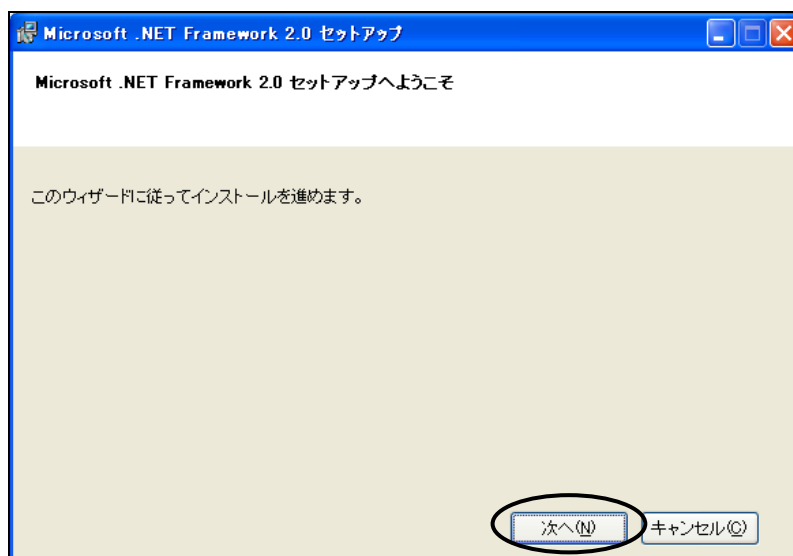 Microsoft .NET Framework 2.0 セットアップ
Microsoft .NET Framework 2.0 セットアップへようこそ
このウィザードに従ってインストールを進めます。
次へ(N)
キャンセル(C)